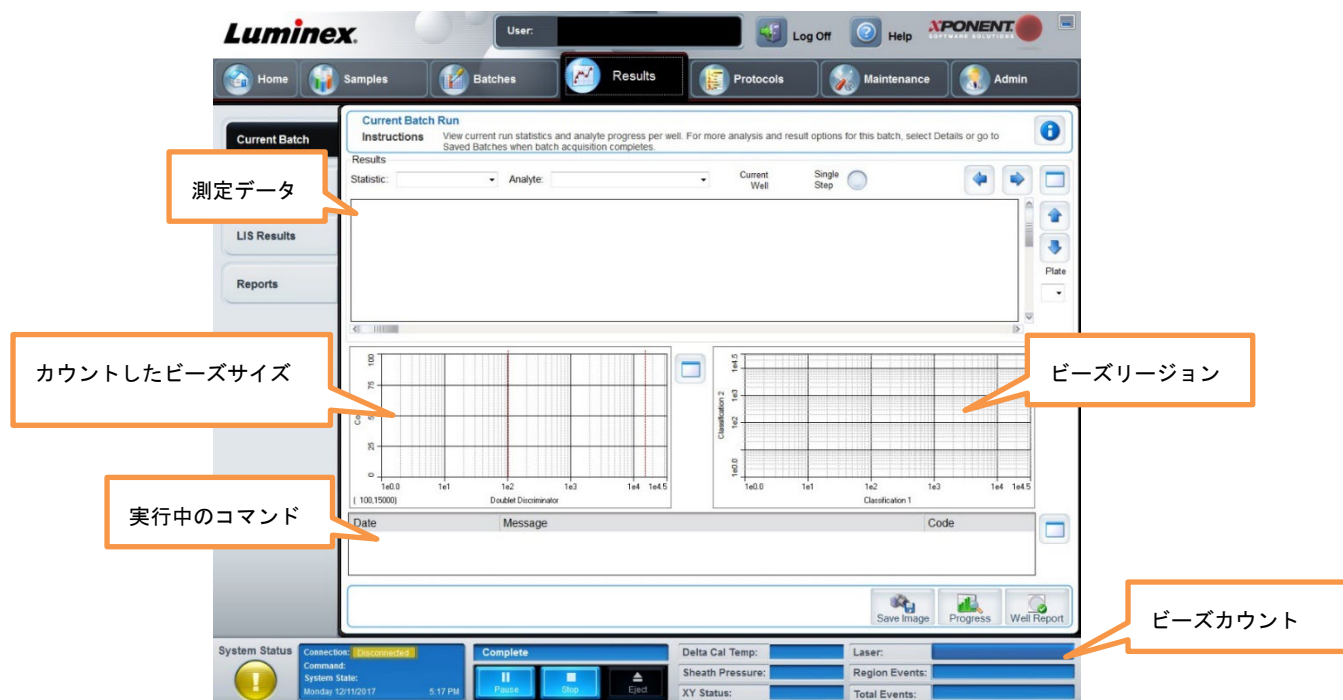 Luminex.
User:
Log Off
Help
XPONENT
SOFTWARE SOLUTIONS
Home
Samples
Batches
Results
Protocols
Maintenance
Admin
Current Batch
LIS Results
Reports
Current Batch Run
Instructions
View current run statistics and analyte progress per well. For more analysis and result options for this batch, select Details or go to
Saved Batches when batch acquisition completes.
Results
Statistic:
Analyte:
Current
Well
Single
Step
Plate
測定データ
カウントしたビーズサイズ
ビーズリージョン
100
75
50
25
0
1e0.0
1e1
1e2
1e3
1e4
1e4.5
( 100,15000)
Doublet Discriminator
Classification 2
1e4.5
1e3
1e2
1e0.0
1e0.0
1e1
1e2
1e3
1e4
1e4.5
Classification 1
実行中のコマンド
Date
Message
Code
Save Image
Progress
Well Report
ビーズカウント
System Status
Connection: Disconnected
Command:
System State:
Monday 12/11/2017
5:17 PM
Complete
Pause
Stop
Eject
Delta Cal Temp:
Sheath Pressure:
XY Status:
Laser:
Region Events:
Total Events: